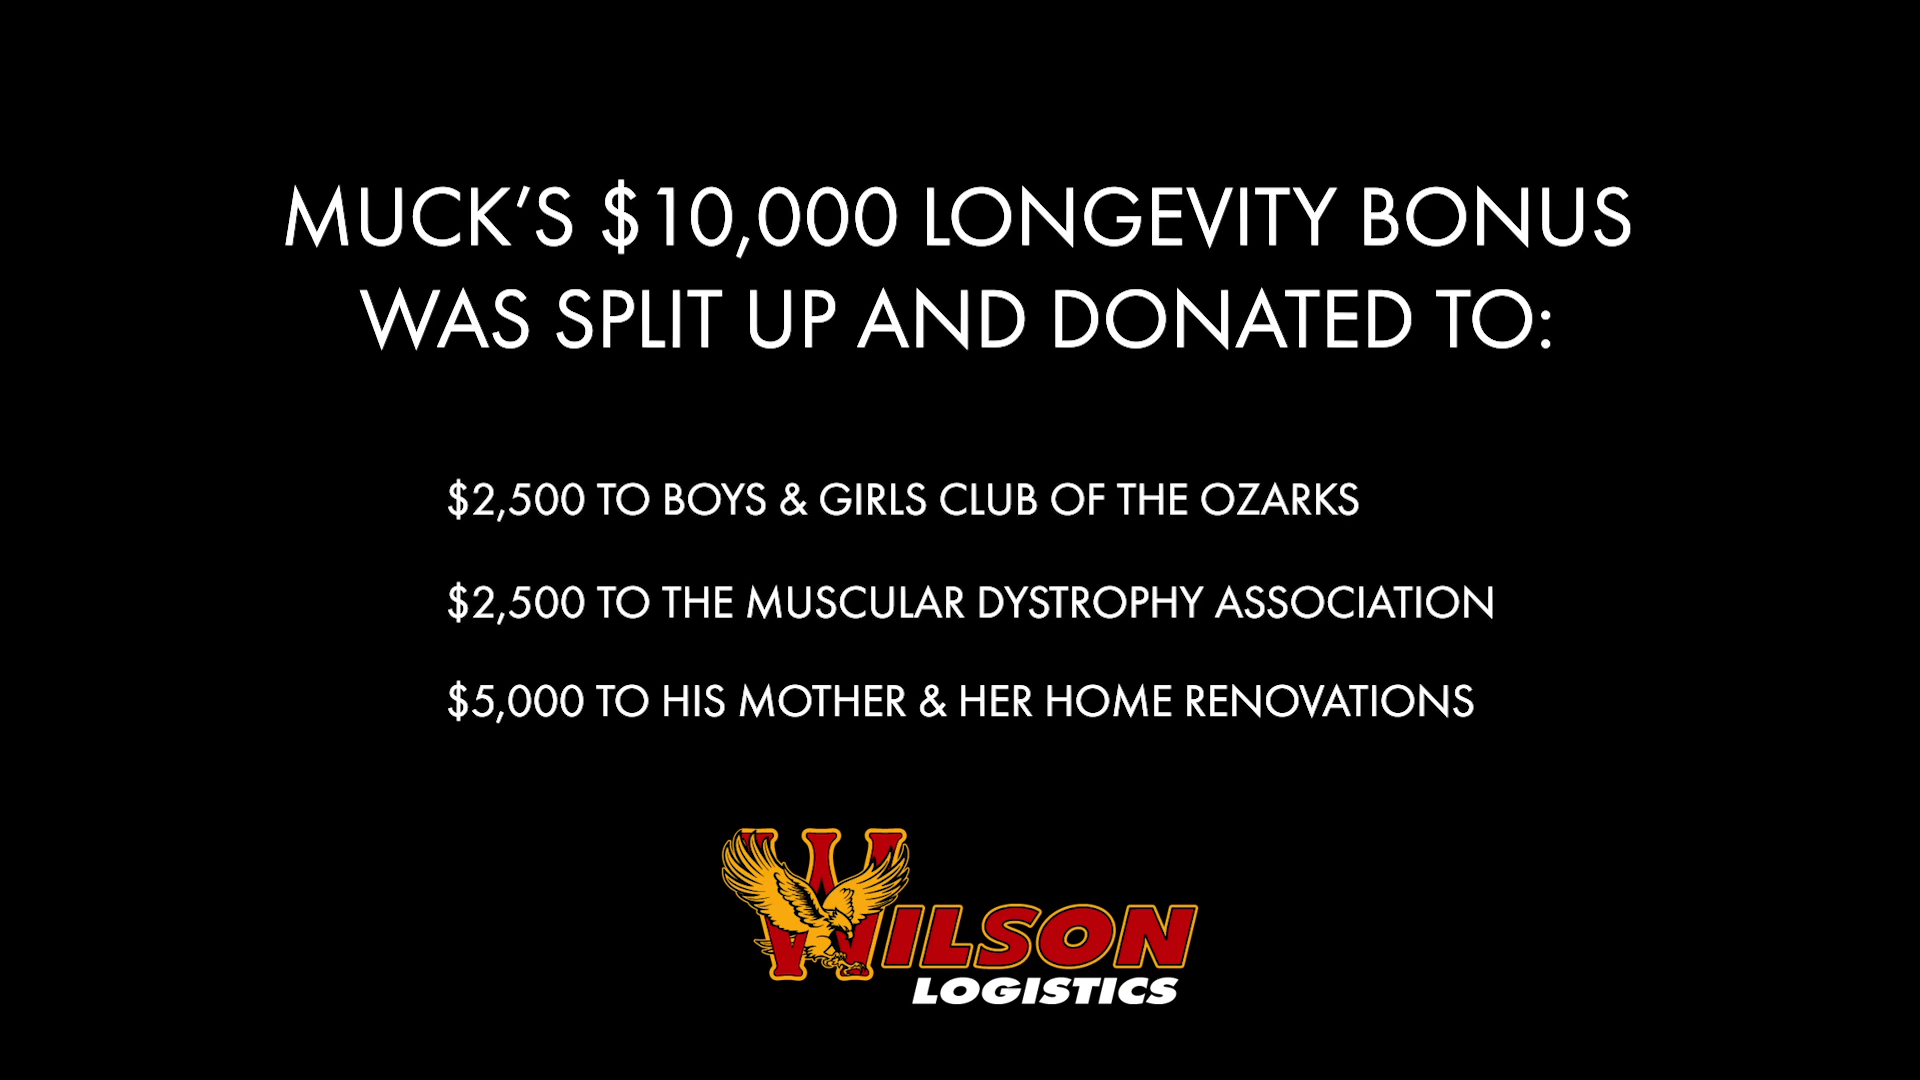 MUCK’S $10,000 LONGEVITY BONUS
WAS SPLIT UP AND DONATED TO:
$2,500 TO BOYS & GIRLS CLUB OF THE OZARKS
$2,500 TO THE MUSCULAR DYSTROPHY ASSOCIATION
$5,000 TO HIS MOTHER & HER HOME RENOVATIONS
WILSON
LOGISTICS